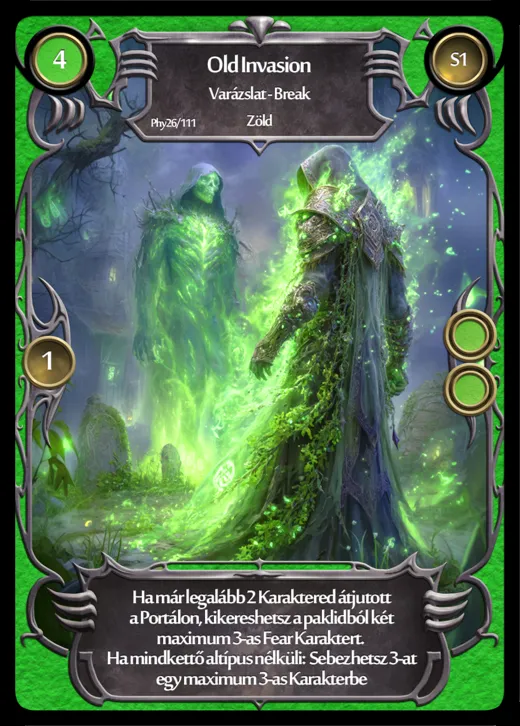 4
Old Invasion
S1
Varázslat - Break
Phy26/111
Zöld
1
Ha már legalább 2 Karaktered átjutott
a Portálon, kikereshetsz a paklidból két
maximum 3-as Fear Karaktert.
Ha mindkettő altípus nélküli: Sebezhetsz 3-at
egy maximum 3-as Karakterbe